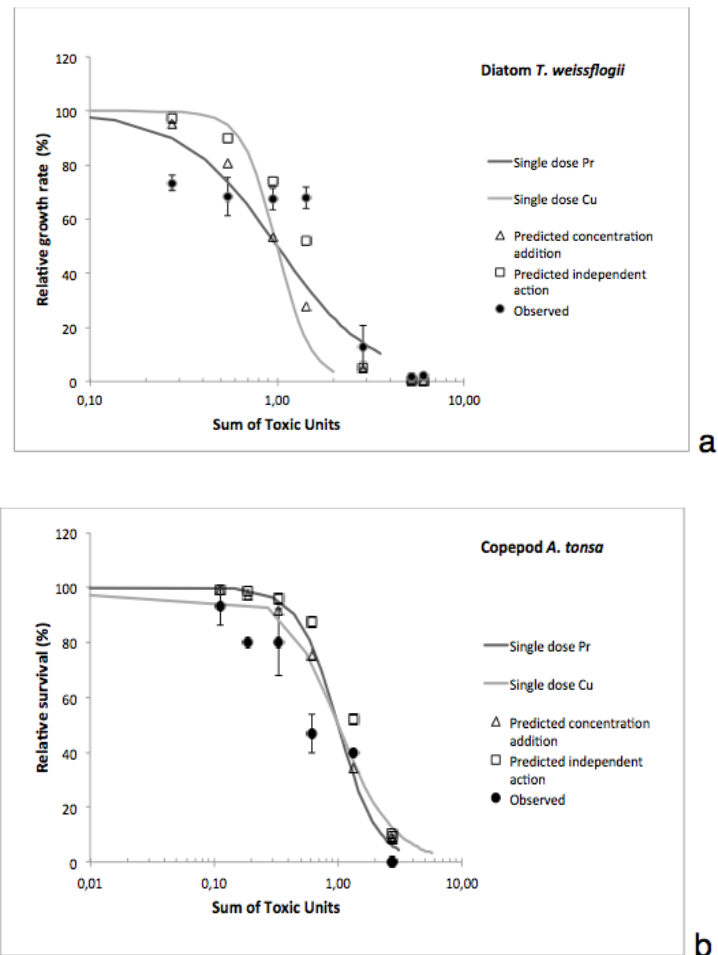 120
Diatom T. weissflogii
100
80
60
40
20
0
Relative growth rate (%)
Single dose Pr
Single dose Cu
Predicted concentration
addition
Predicted independent
action
Observed
0,10
1,00
10,00
Sum of Toxic Units
a
120
Copepod A. tonsa
100
80
60
40
20
0
Relative survival (%)
Single dose Pr
Single dose Cu
Predicted concentration
addition
Predicted independent
action
Observed
0,01
0,10
1,00
10,00
Sum of Toxic Units
b